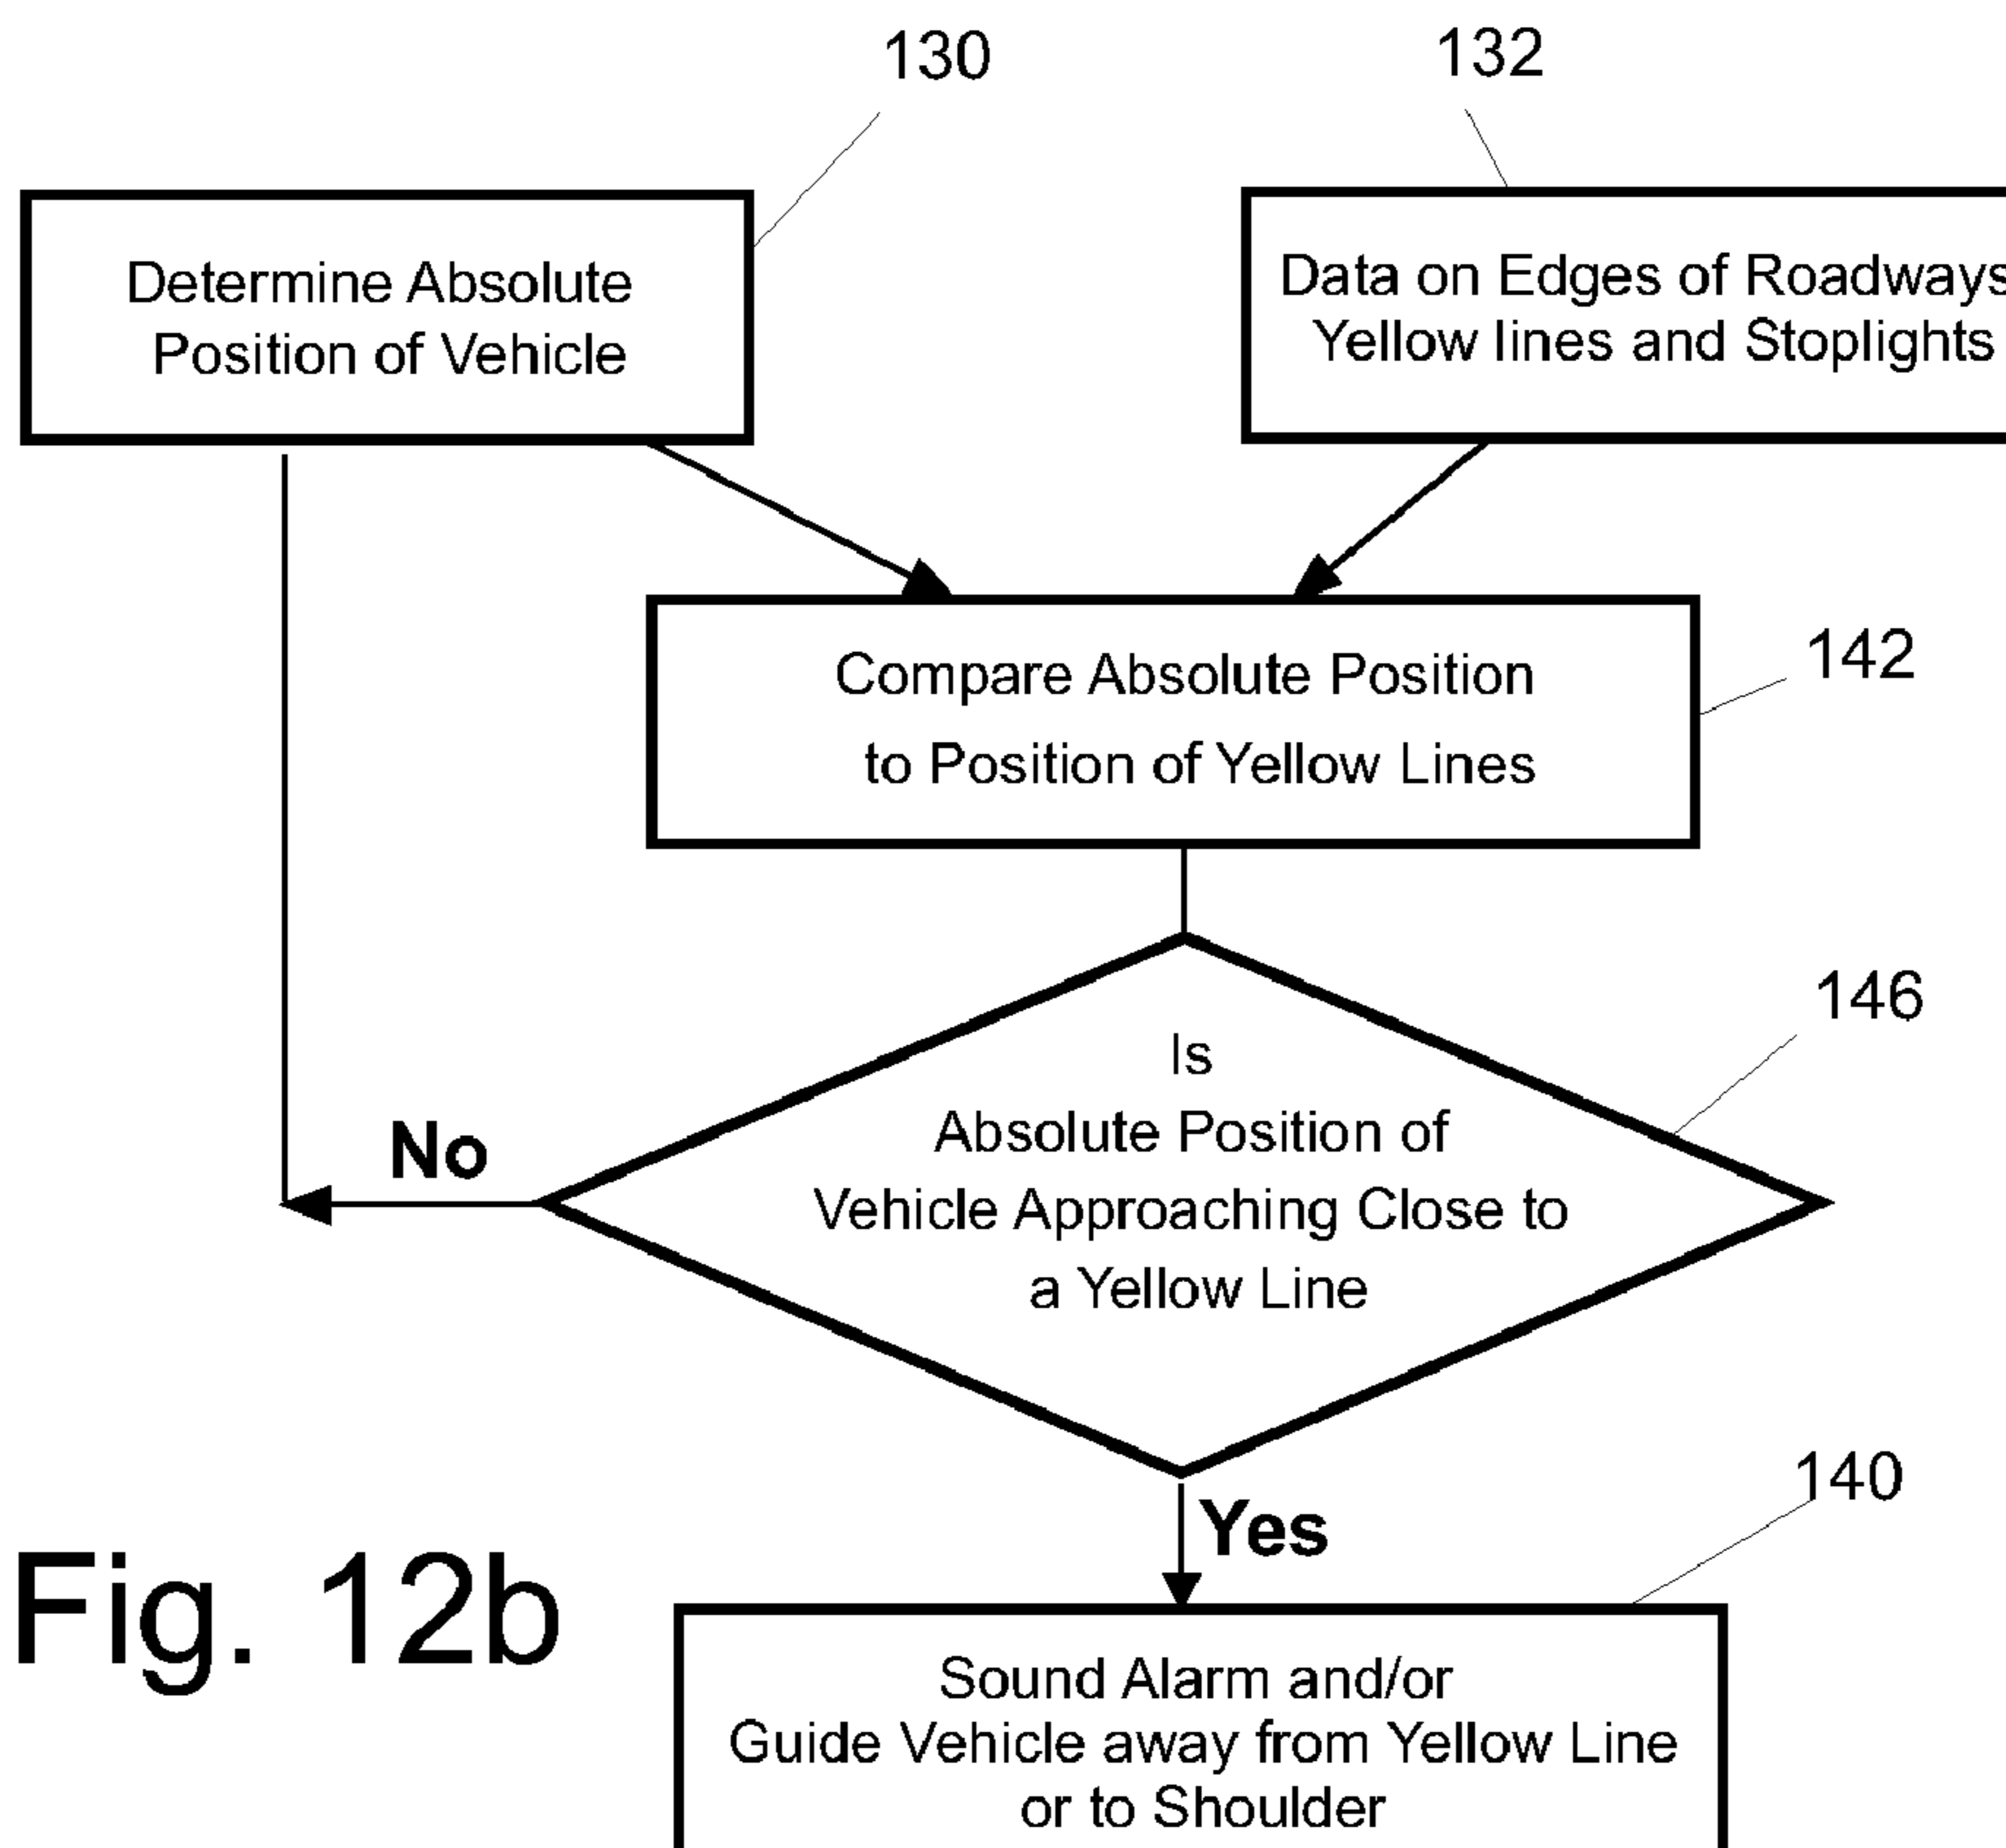 130
132
Determine Absolute
Position of Vehicle
Data on Edges of Roadways
Yellow lines and Stoplights
Compare Absolute Position
to Position of Yellow Lines
142
146
Is
Absolute Position of
Vehicle Approaching Close to
a Yellow Line
No
Yes
140
Fig. 12b
Sound Alarm and/or
Guide Vehicle away from Yellow Line
or to Shoulder